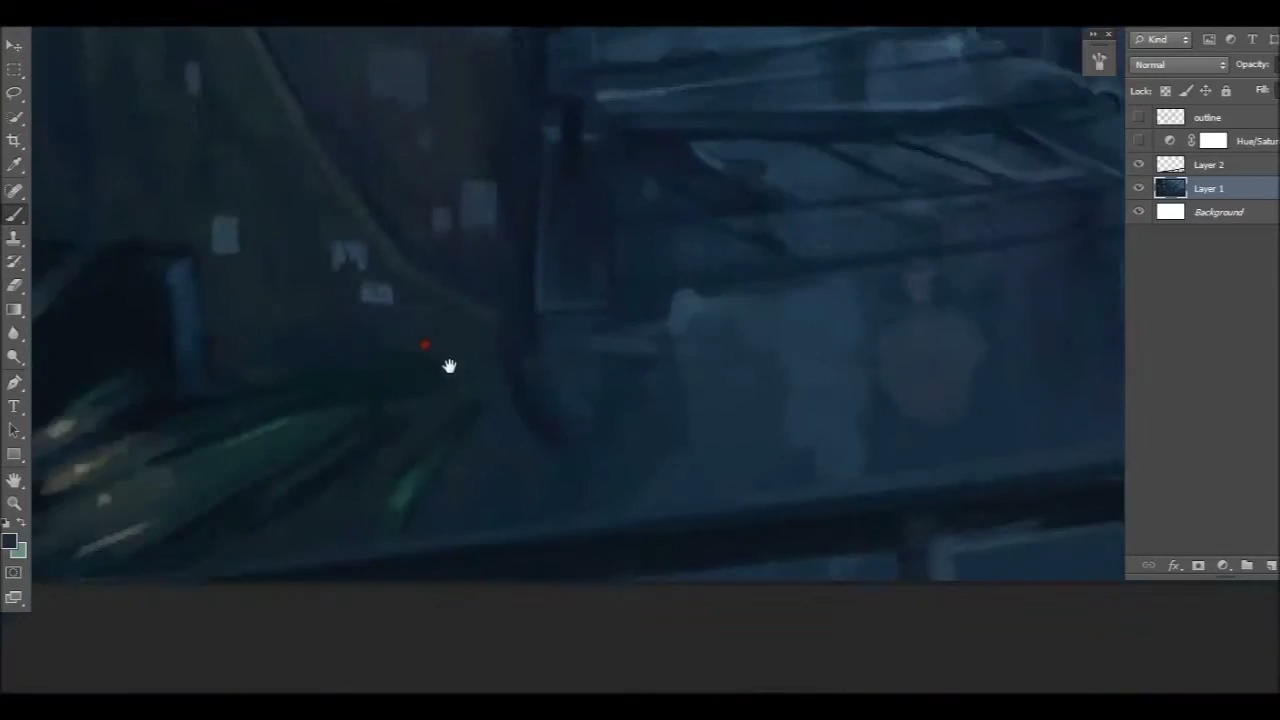 Kind
Normal
Opacity:
Lock:
Fill:
outline
Hue/Satur
Layer 2
Layer 1
Background